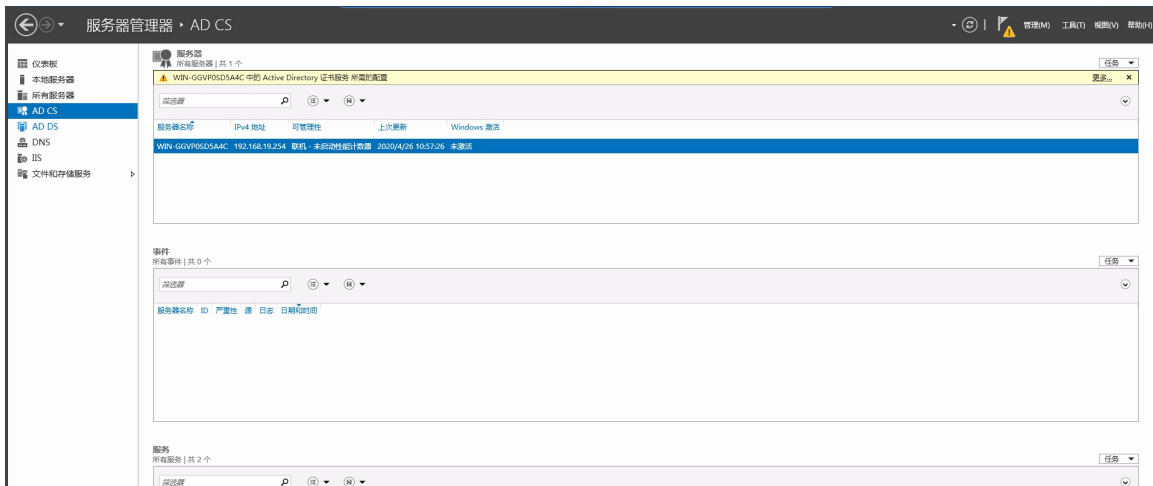 服务器管理器 ‣ AD CS
管理(M) 工具(T) 视图(V) 帮助(H)
仪表板
本地服务器
所有服务器
AD CS
AD DS
DNS
IIS
文件和存储服务
服务器
所有服务器 | 共 1 个
任务
WIN-GGVP0SD5A4C 中的 Active Directory 证书服务 所需的配置 更多...
筛选器
服务器名称 IPv4 地址 可管理性 上次更新 Windows 激活
WIN-GGVP0SD5A4C 192.168.19.254 联机 - 未启动性能计数器 2020/4/26 10:57:26 未激活
事件
所有事件 | 共 0 个
任务
筛选器
服务器名称 ID 严重性 源 日志 日期和时间
服务
所有服务 | 共 2 个
任务
筛选器